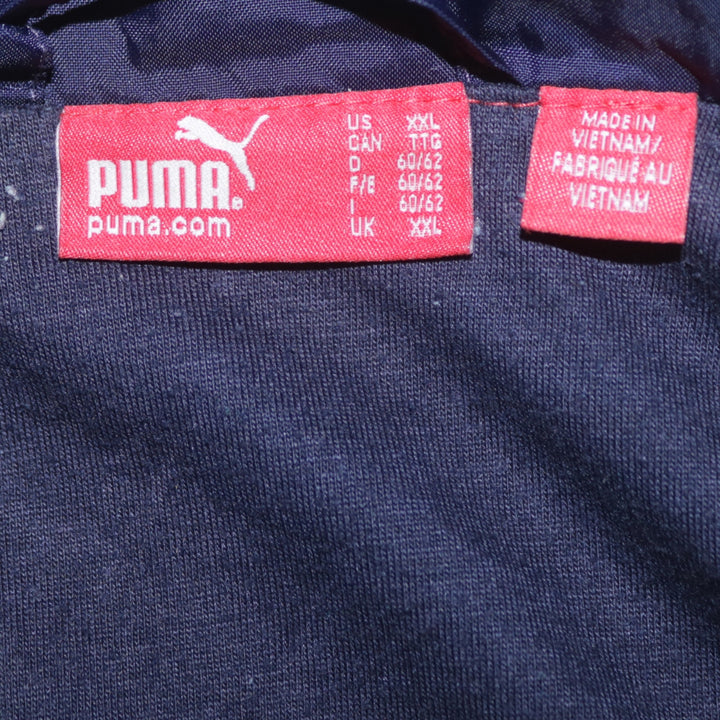 PUMA®
puma.com
US XXL
CAN TTG
D 60/62
F/E 60/62
I 60/62
UK XXL
MADE IN
VIETNAM/
FABRIQUÉ AU
VIETNAM